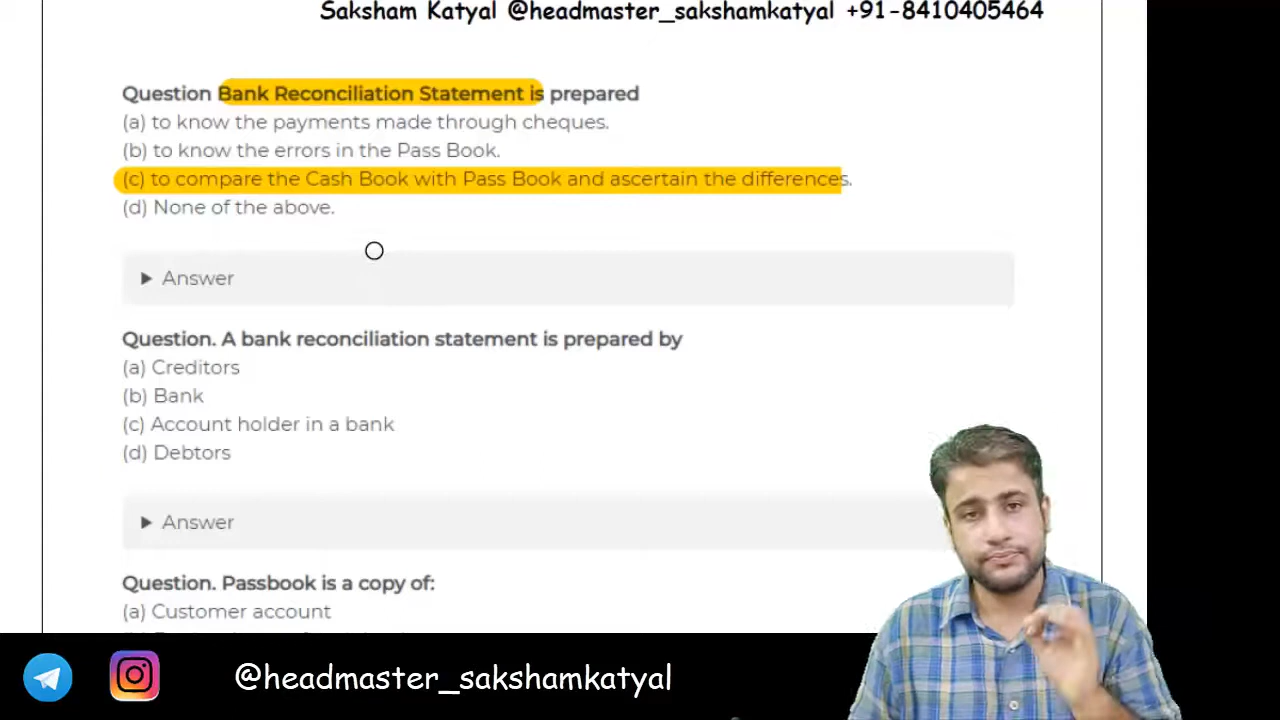 Saksham Katyal @headmaster_sakshamkatyal +91-8410405464
Question Bank Reconciliation Statement is prepared
(a) to know the payments made through cheques.
(b) to know the errors in the Pass Book.
(c) to compare the Cash Book with Pass Book and ascertain the differences.
(d) None of the above.
Answer
Question. A bank reconciliation statement is prepared by
(a) Creditors
(b) Bank
(c) Account holder in a bank
(d) Debtors
Answer
Question. Passbook is a copy of:
(a) Customer account
@headmaster_sakshamkatyal